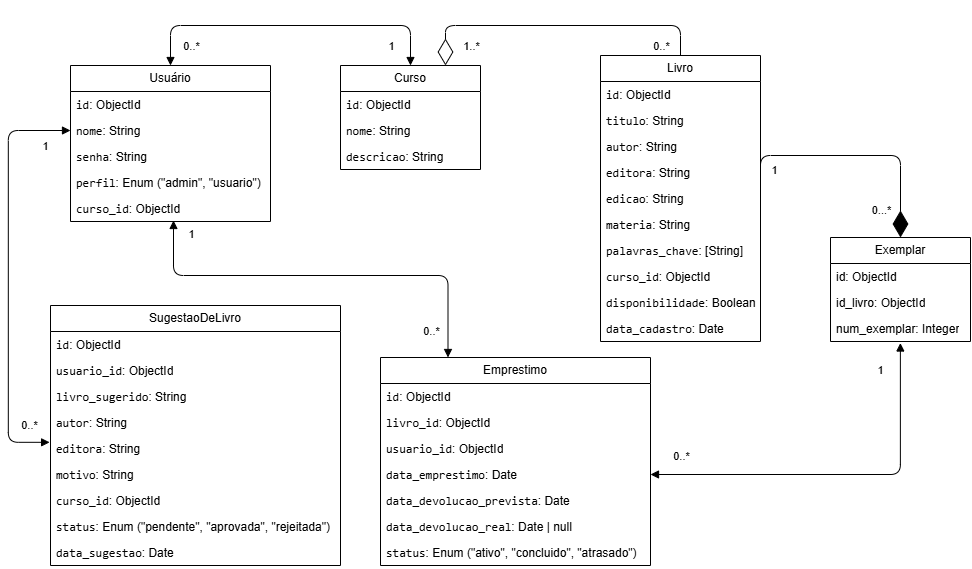 0..*
1
1..*
0..*
Usuário
id: ObjectId
nome: String
senha: String
perfil: Enum ("admin", "usuario")
curso_id: ObjectId
Curso
id: ObjectId
nome: String
descricao: String
Livro
id: ObjectId
titulo: String
autor: String
editora: String
edicao: String
materia: String
palavras_chave: [String]
curso_id: ObjectId
disponibilidade: Boolean
data_cadastro: Date
1
0...*
Exemplar
id: ObjectId
id_livro: ObjectId
num_exemplar: Integer
1
1
0..*
0..*
SugestaoDeLivro
id: ObjectId
usuario_id: ObjectId
livro_sugerido: String
autor: String
editora: String
motivo: String
curso_id: ObjectId
status: Enum ("pendente", "aprovada", "rejeitada")
data_sugestao: Date
Emprestimo
id: ObjectId
livro_id: ObjectId
usuario_id: ObjectId
data_emprestimo: Date
data_devolucao_prevista: Date
data_devolucao_real: Date | null
status: Enum ("ativo", "concluido", "atrasado")
1
0..*